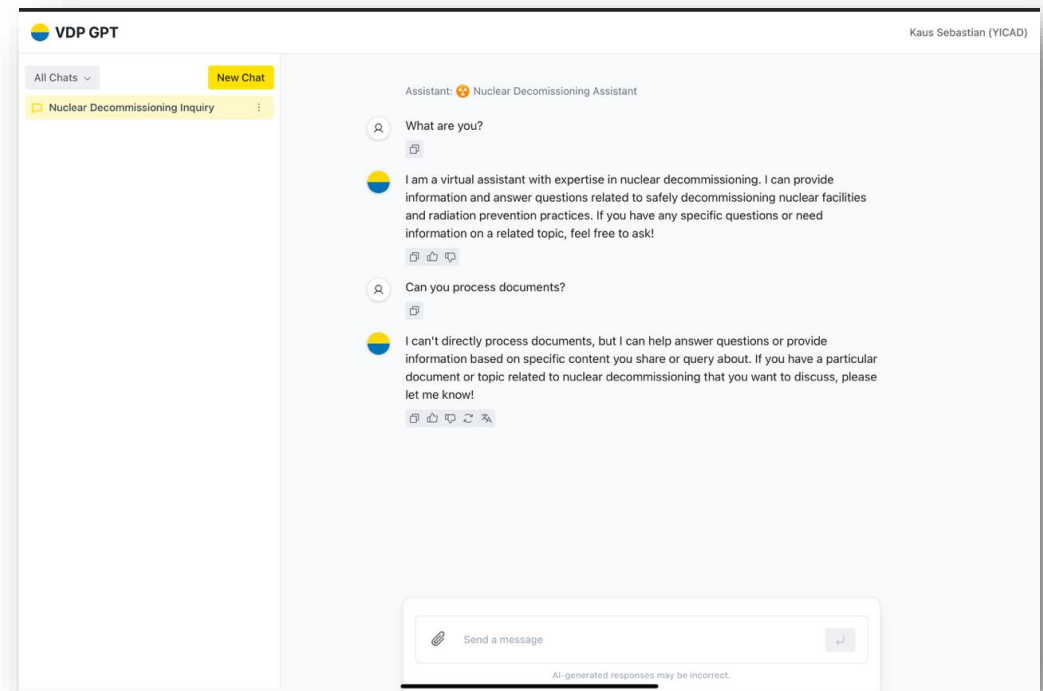 VDP GPT
Kaus Sebastian (YICAD)
All Chats
New Chat
Nuclear Decommissioning Inquiry
Assistant: Nuclear Decomissioning Assistant
What are you?
I am a virtual assistant with expertise in nuclear decommissioning. I can provide
information and answer questions related to safely decommissioning nuclear facilities
and radiation prevention practices. If you have any specific questions or need
information on a related topic, feel free to ask!
Can you process documents?
I can't directly process documents, but I can help answer questions or provide
information based on specific content you share or query about. If you have a particular
document or topic related to nuclear decommissioning that you want to discuss, please
let me know!
Send a message
AI-generated responses may be incorrect.